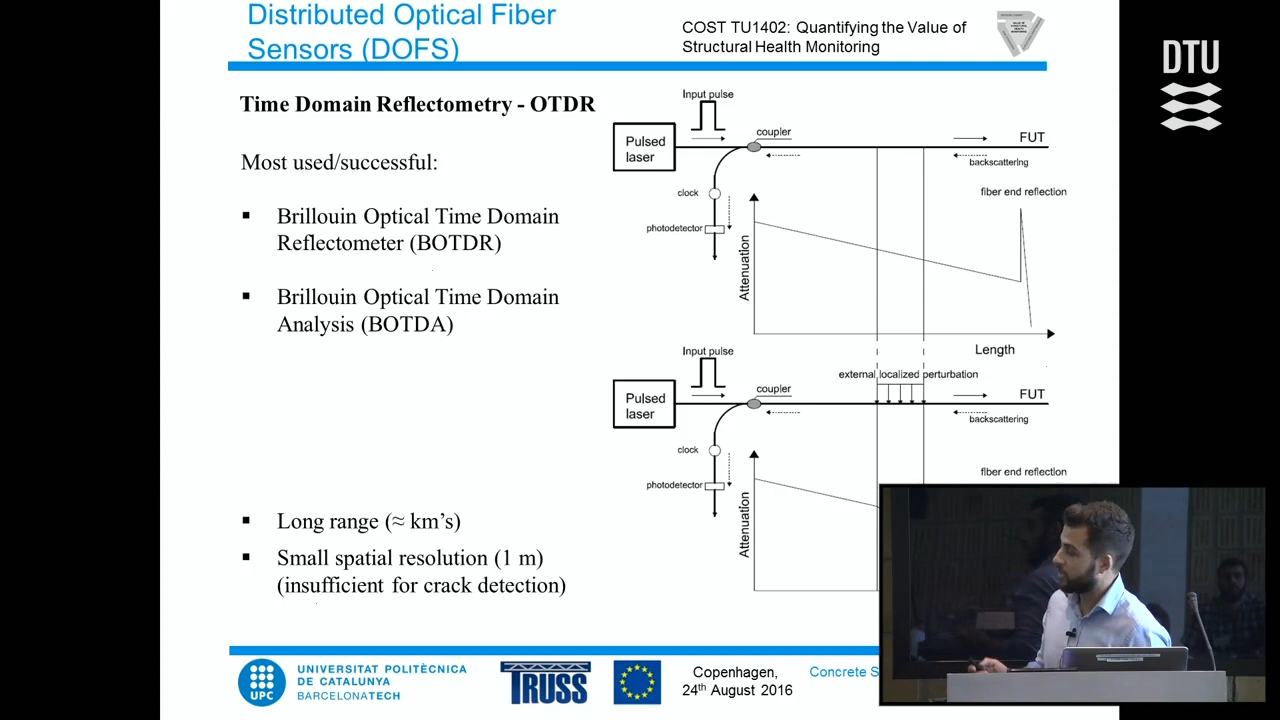 Distributed Optical Fiber
Sensors (DOFS)
COST TU1402: Quantifying the Value of
Structural Health Monitoring
DTU
Time Domain Reflectometry - OTDR
Most used/successful:
▪ Brillouin Optical Time Domain
Reflectometer (BOTDR)
▪ Brillouin Optical Time Domain
Analysis (BOTDA)
▪ Long range (≈ km's)
▪ Small spatial resolution (1 m)
(insufficient for crack detection)
Input pulse
Pulsed
laser
coupler
FUT
backscattering
clock
photodetector
fiber end reflection
Attenuation
Length
Input pulse
external localized perturbation
Pulsed
laser
coupler
FUT
backscattering
clock
photodetector
fiber end reflection
Attenuation
UPC
UNIVERSITAT POLITÈCNICA
DE CATALUNYA
BARCELONATECH
TRUSS
Copenhagen,
24th August 2016
Concrete S